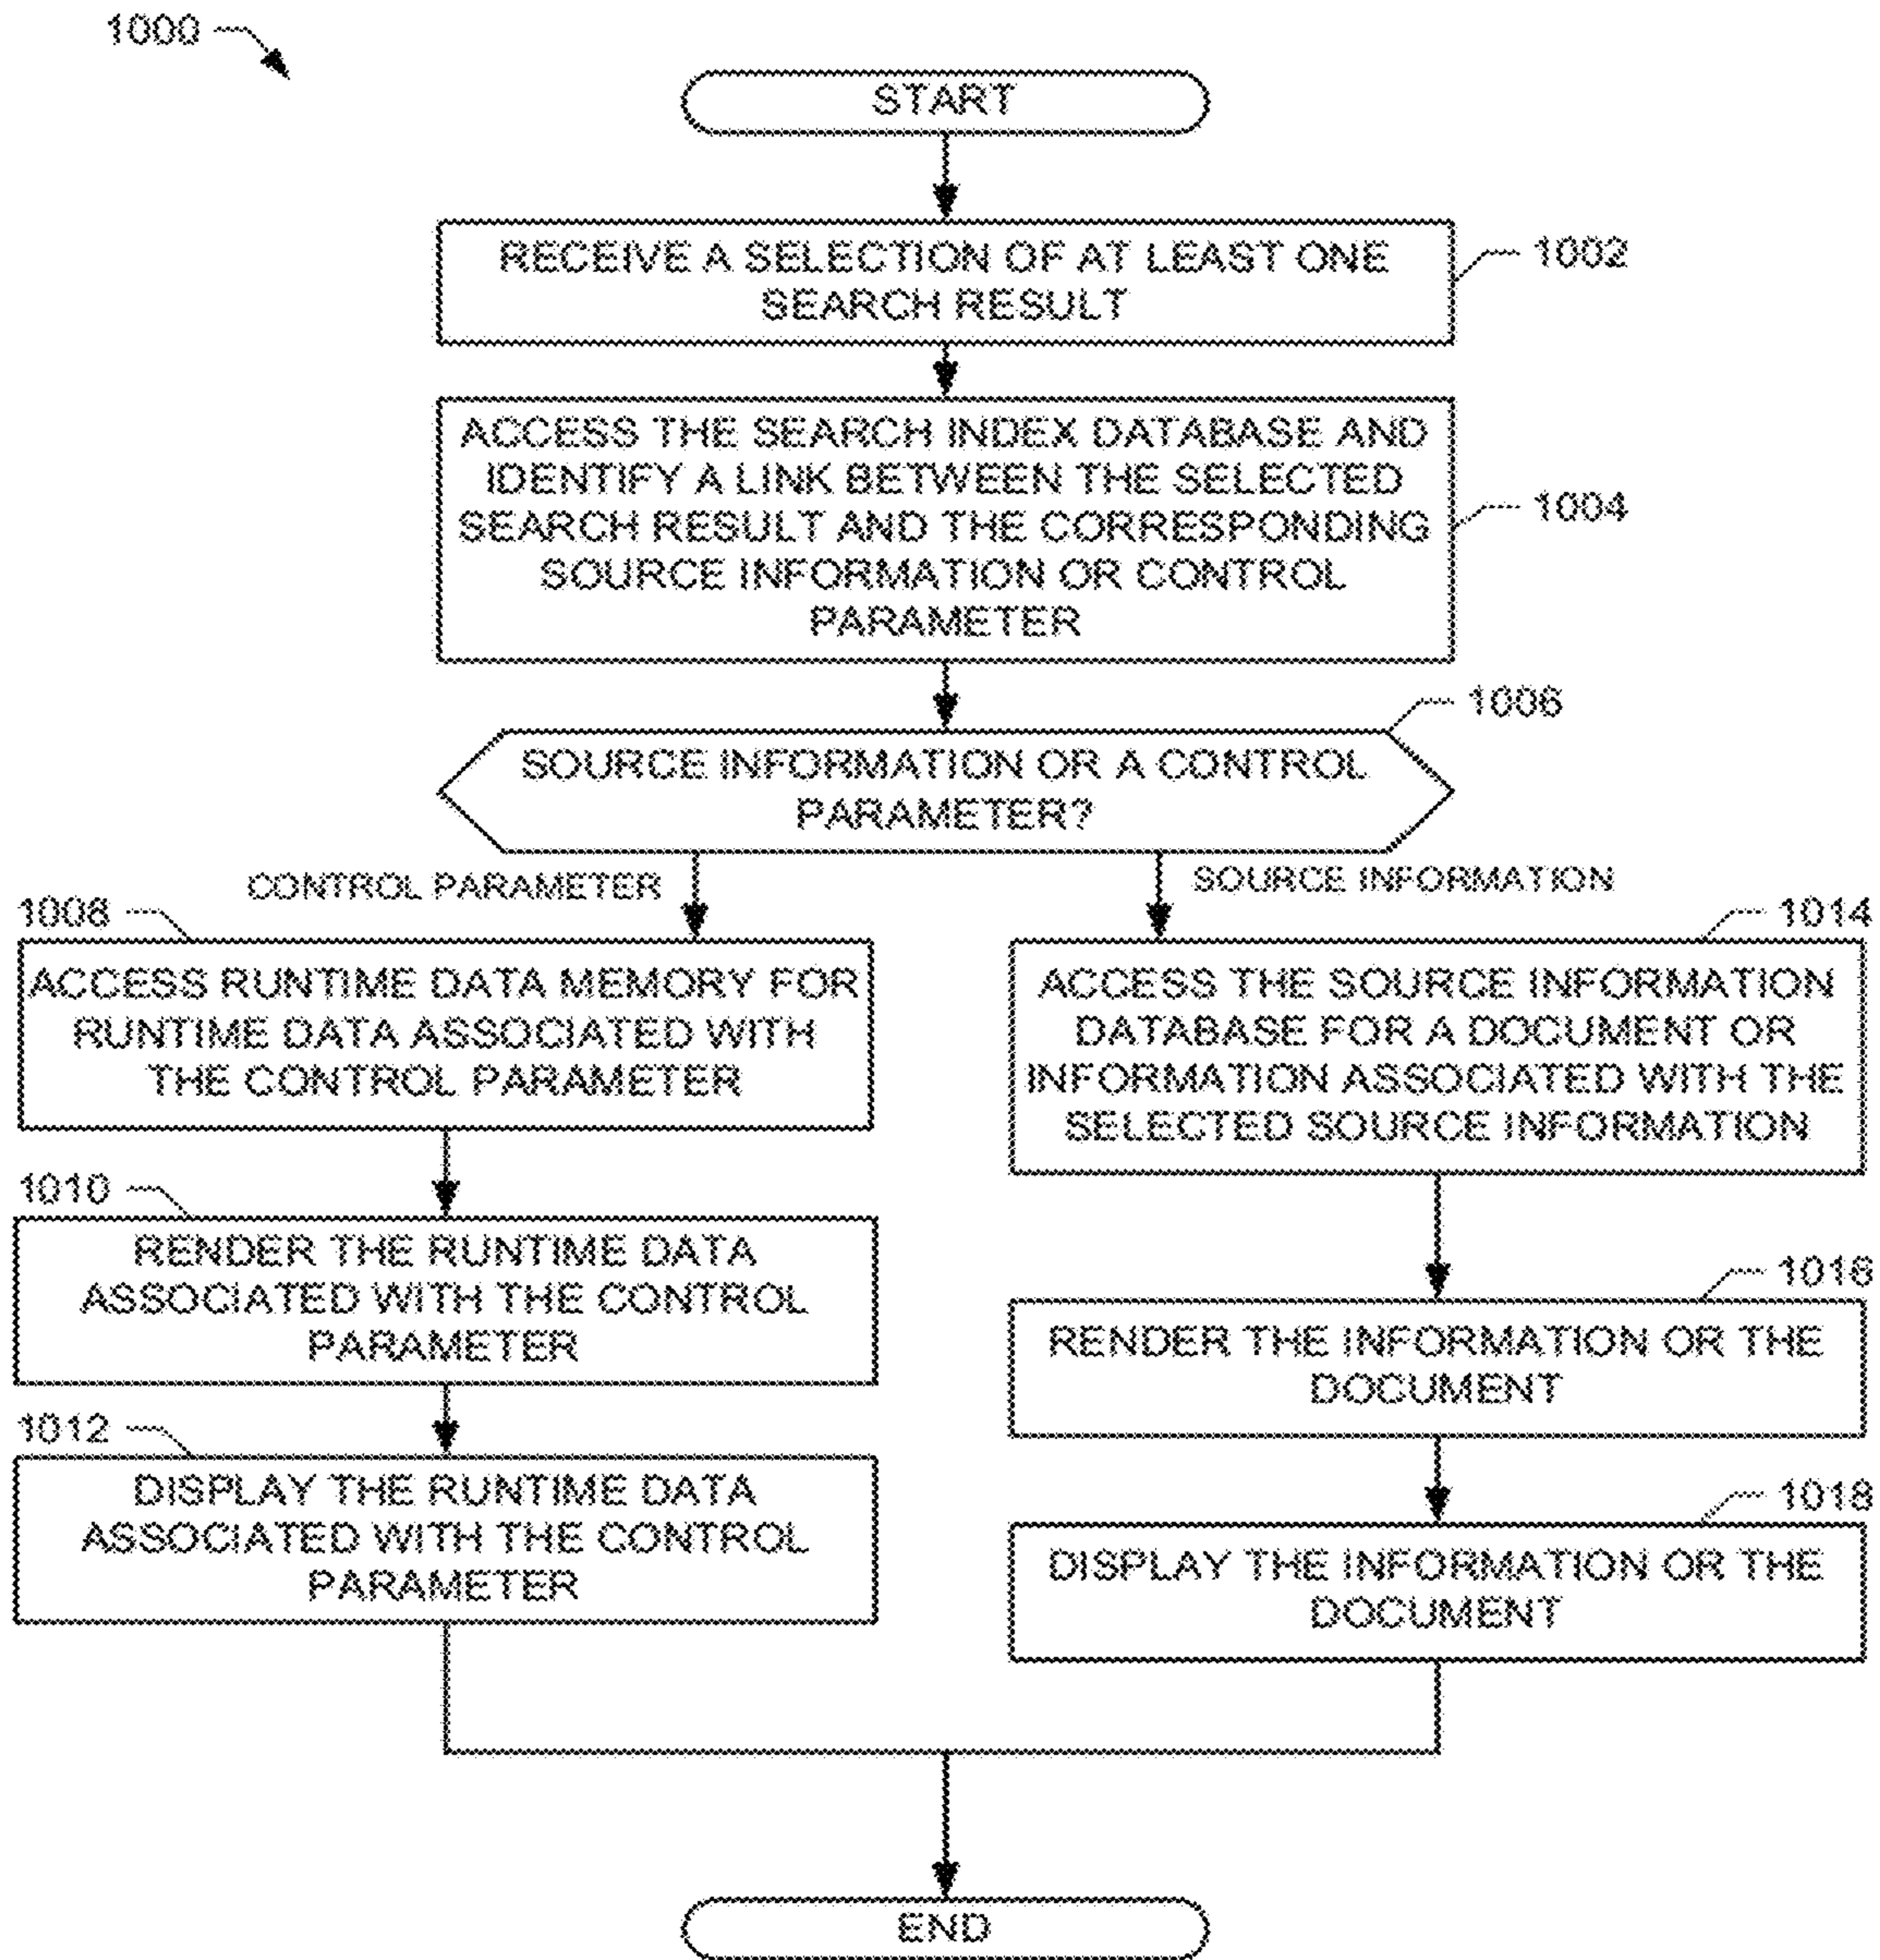 1000
START
RECEIVE A SELECTION OF AT LEAST ONE
SEARCH RESULT
1002
ACCESS THE SEARCH INDEX DATABASE AND
IDENTIFY A LINK BETWEEN THE SELECTED
SEARCH RESULT AND THE CORRESPONDING
SOURCE INFORMATION OR CONTROL
PARAMETER
1004
1006
SOURCE INFORMATION OR A CONTROL
PARAMETER?
CONTROL PARAMETER
SOURCE INFORMATION
1008
ACCESS RUNTIME DATA MEMORY FOR
RUNTIME DATA ASSOCIATED WITH
THE CONTROL PARAMETER
1010
RENDER THE RUNTIME DATA
ASSOCIATED WITH THE CONTROL
PARAMETER
1012
DISPLAY THE RUNTIME DATA
ASSOCIATED WITH THE CONTROL
PARAMETER
1014
ACCESS THE SOURCE INFORMATION
DATABASE FOR A DOCUMENT OR
INFORMATION ASSOCIATED WITH THE
SELECTED SOURCE INFORMATION
1016
RENDER THE INFORMATION OR THE
DOCUMENT
1018
DISPLAY THE INFORMATION OR THE
DOCUMENT
END